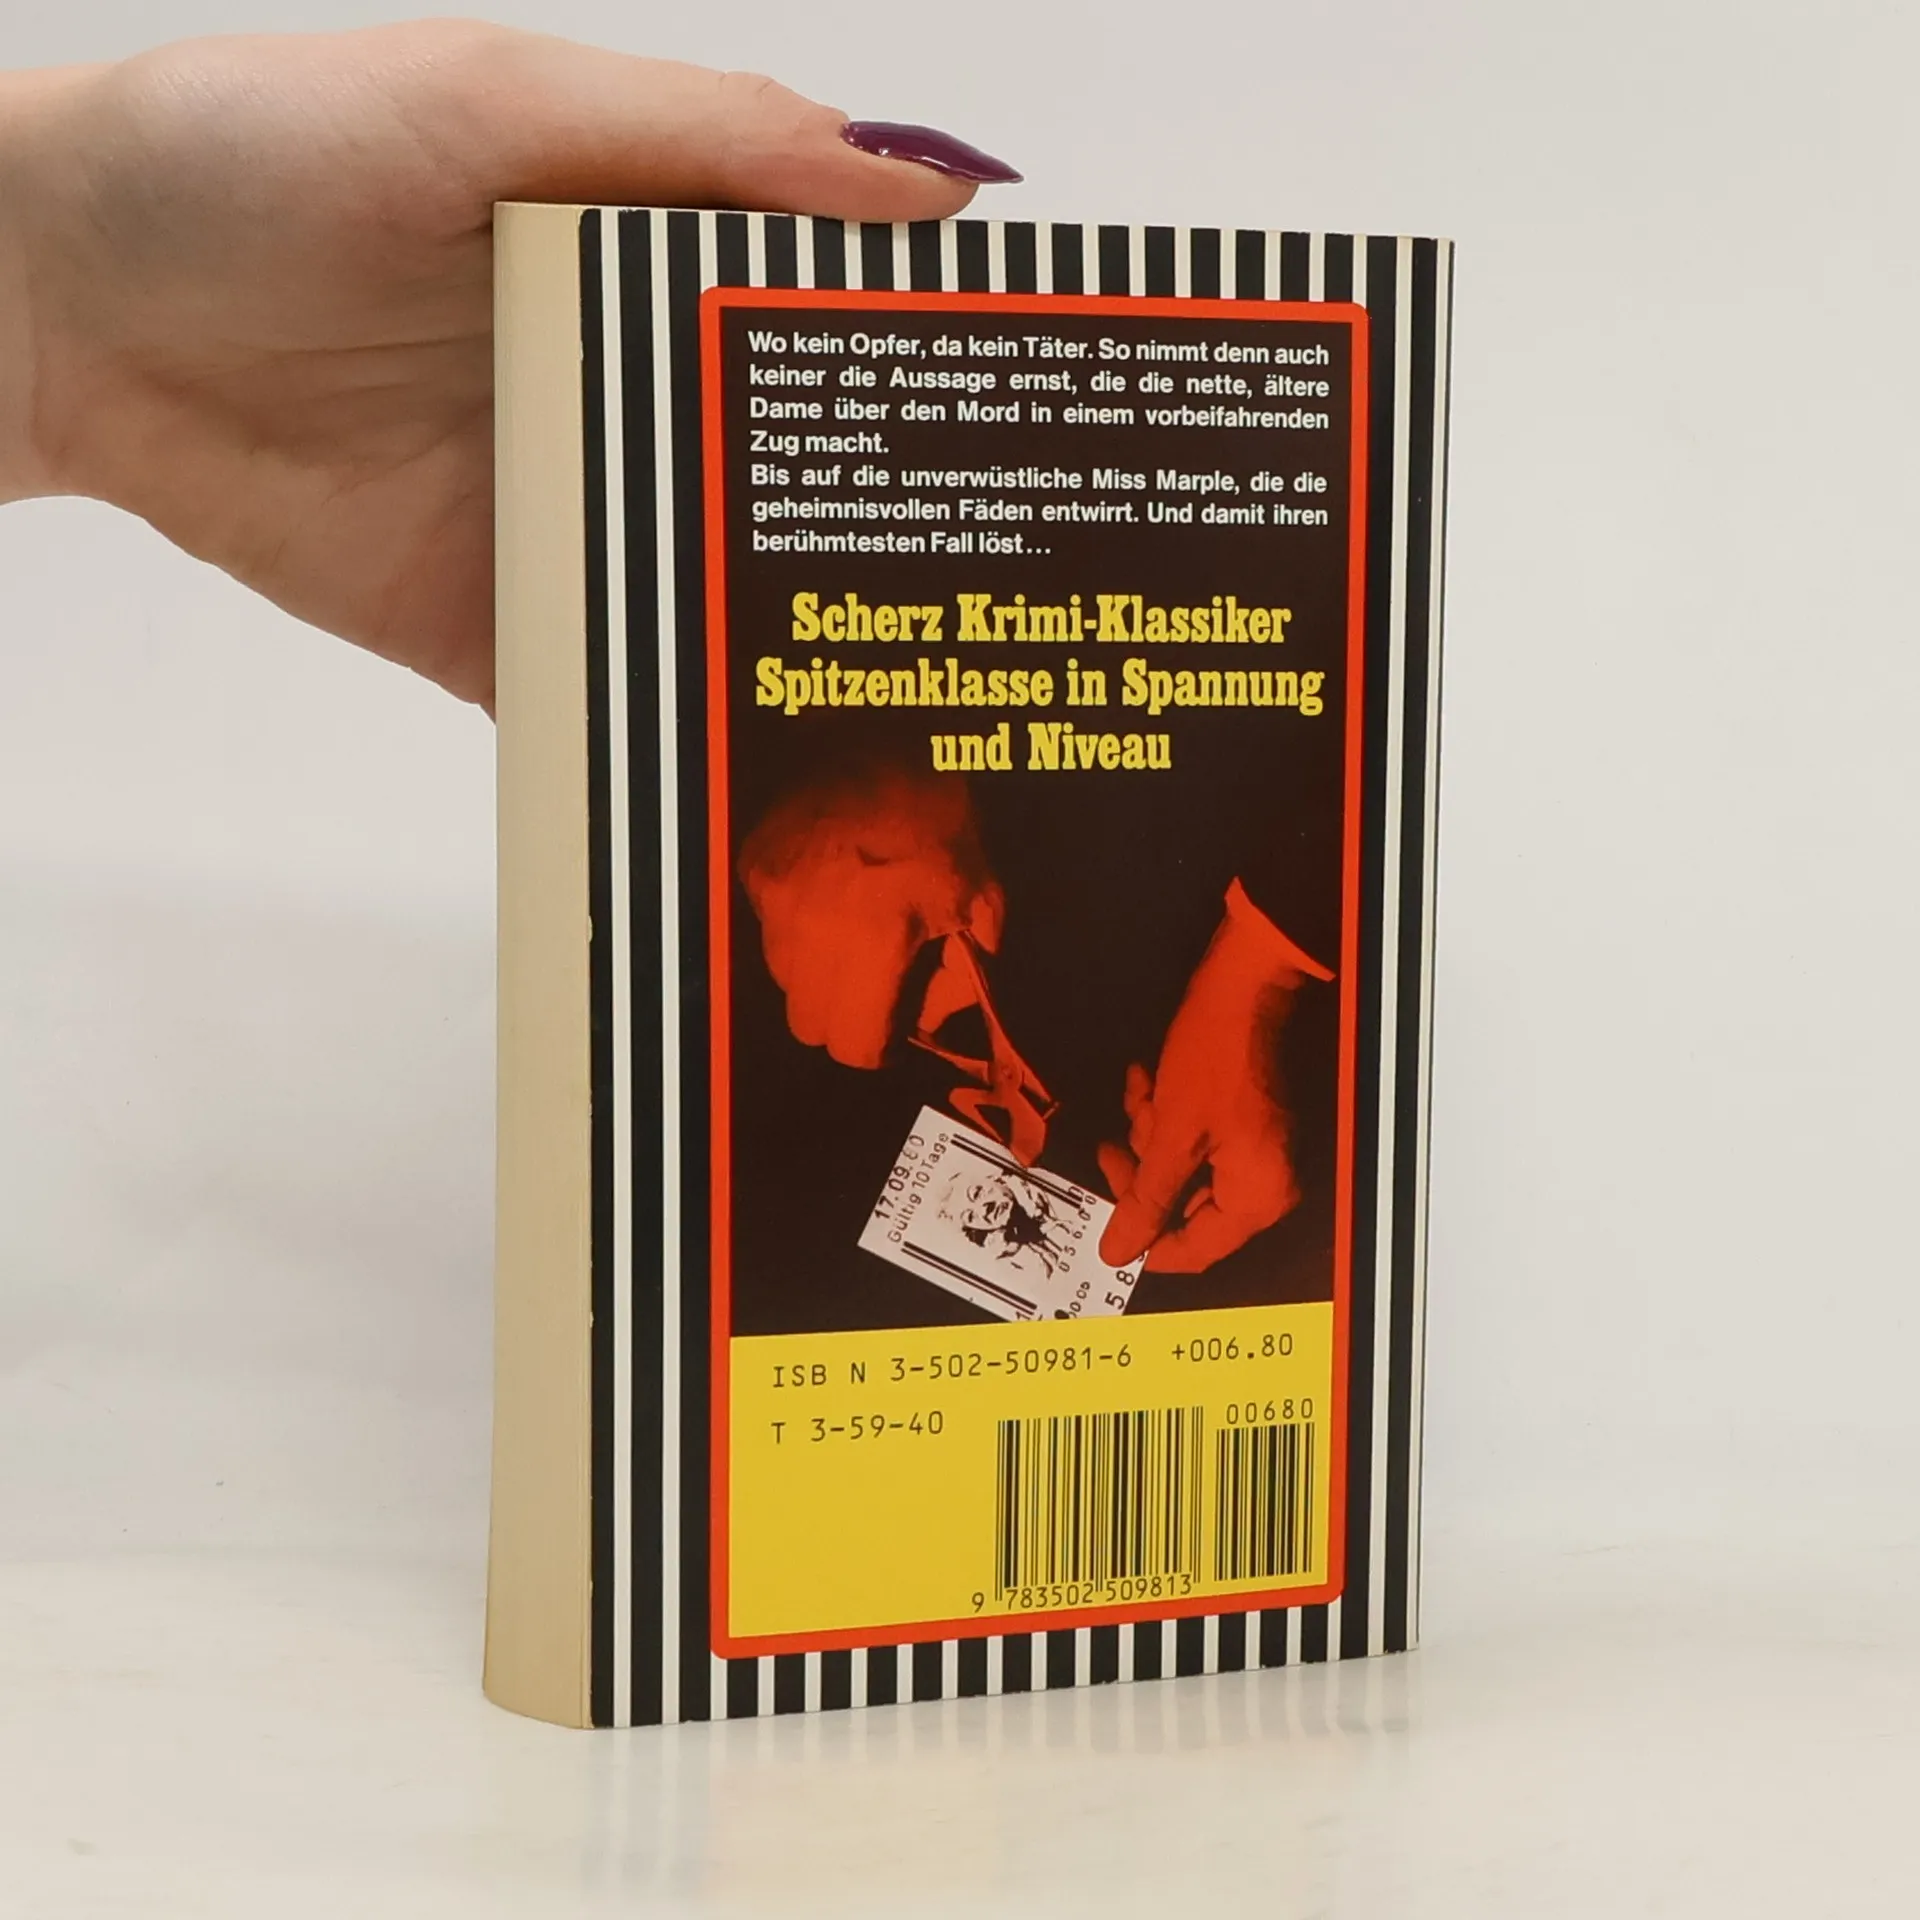 Wo kein Opfer, da kein Täter. So nimmt denn auch
keiner die Aussage ernst, die die nette, ältere
Dame über den Mord in einem vorbeifahrenden
Zug macht.
Bis auf die unverwüstliche Miss Marple, die die
geheimnisvollen Fäden entwirrt. Und damit ihren
berühmtesten Fall löst...
Scherz Krimi-Klassiker
Spitzenklasse in Spannung
und Niveau
17.09.80
Gültig 10 Tage
ISB N 3-502-50981-6 +006.80
T 3-59-40
00680
9 783502 509813